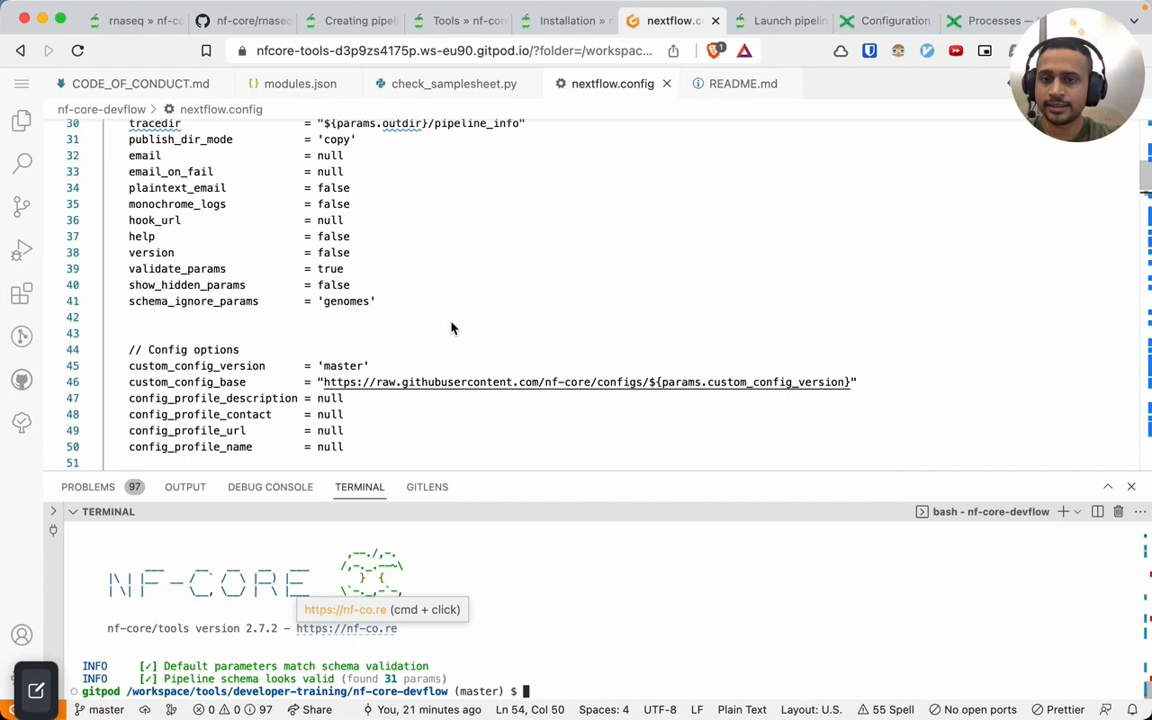 rnaseq » nf-co
nf-core/rnase
Creating pipel
Tools » nf-cor
Installation » n
nextflow.co
Launch pipelin
Configuration
Processes —
nfcore-tools-d3p9zs4175p.ws-eu90.gitpod.io/?folder=/workspac...
1
CODE_OF_CONDUCT.md
modules.json
check_samplesheet.py
nextflow.config
README.md
nf-core-devflow > nextflow.config
30 tracedir = "${params.outdir}/pipeline_info"
31 publish_dir_mode = 'copy'
32 email = null
33 email_on_fail = null
34 plaintext_email = false
35 monochrome_logs = false
36 hook_url = null
37 help = false
38 version = false
39 validate_params = true
40 show_hidden_params = false
41 schema_ignore_params = 'genomes'
42
43
44 // Config options
45 custom_config_version = 'master'
46 custom_config_base = "https://raw.githubusercontent.com/nf-core/configs/${params.custom_config_version}"
47 config_profile_description = null
48 config_profile_contact = null
49 config_profile_url = null
50 config_profile_name = null
51
PROBLEMS 97 OUTPUT DEBUG CONSOLE TERMINAL GITLENS
TERMINAL
bash - nf-core-devflow
NF-CORE
https://nf-co.re (cmd + click)
nf-core/tools version 2.7.2 - https://nf-co.re
INFO [✓] Default parameters match schema validation
INFO [✓] Pipeline schema looks valid (found 31 params)
gitpod /workspace/tools/developer-training/nf-core-devflow (master) $
master 0 0 97 Share You, 21 minutes ago Ln 54, Col 50 Spaces: 4 UTF-8 LF Plain Text Layout: U.S. 55 Spell No open ports Prettier